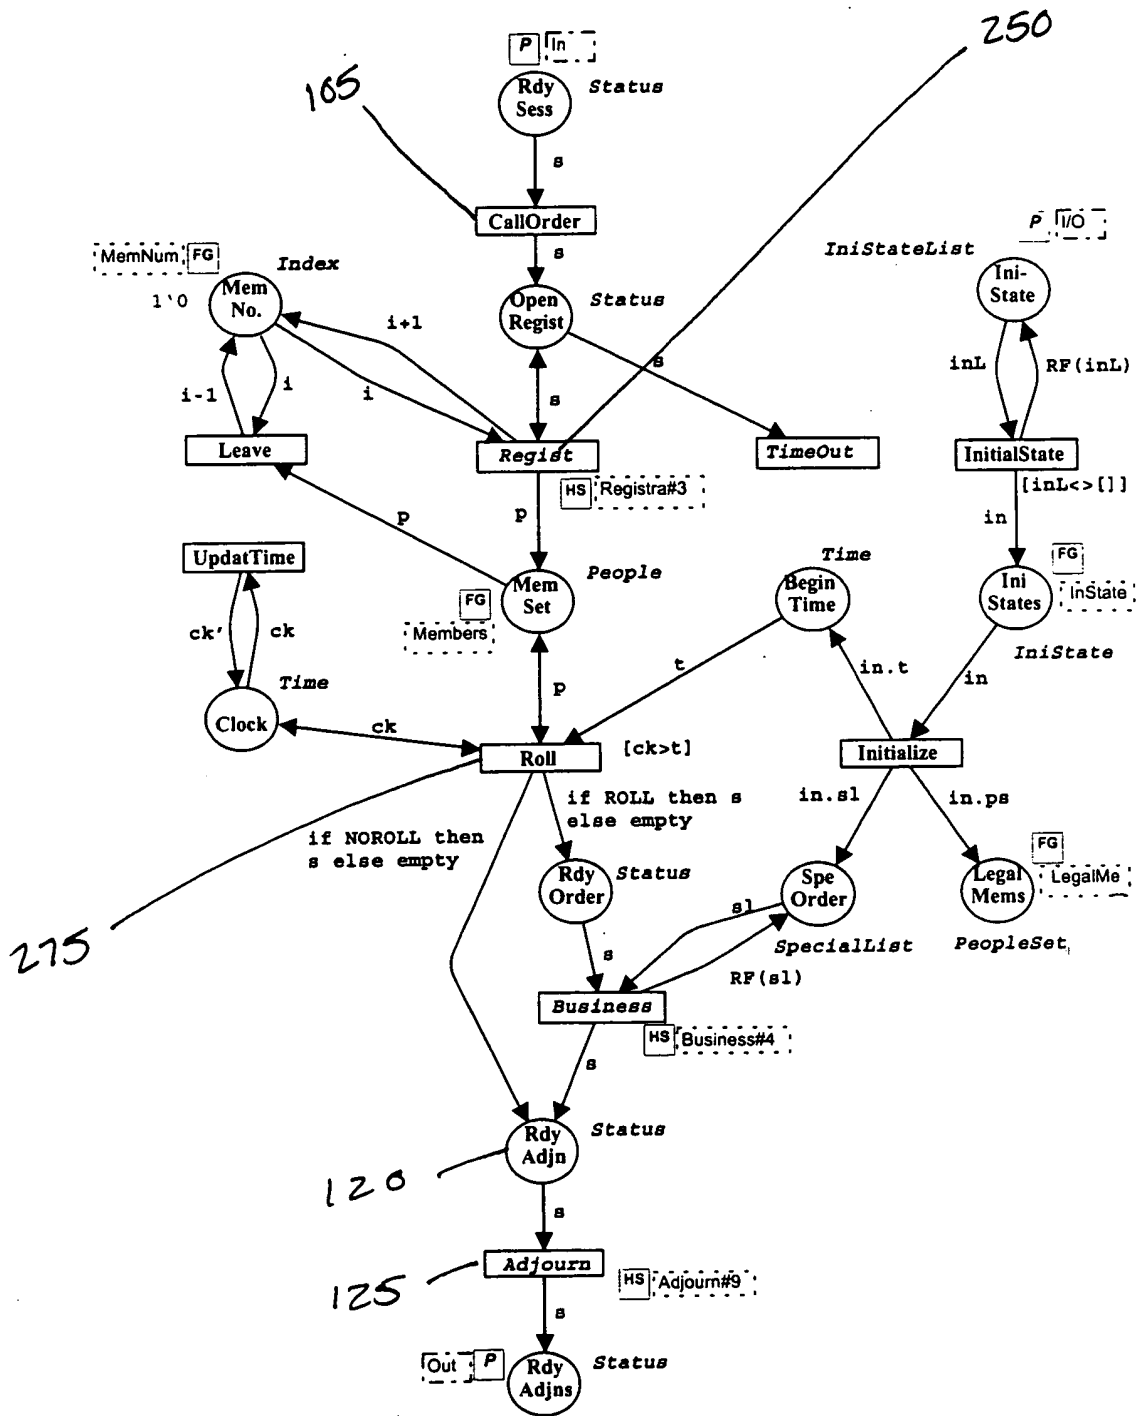 250
P In
Rdy Sess
Status
105
s
CallOrder
s
P I/O
MemNum FG
Index
IniStateList
1`0
Mem No.
Open Regist
Status
Ini-State
i+1
s
inL
RF(inL)
i-1
i
i
s
Leave
Regist
TimeOut
InitialState
HS Registra#3
[inL<>[]]
p
p
in
UpdatTime
Time
FG
People
FG
Mem Set
Begin Time
Ini States
InState
Members
ck'
ck
IniState
Time
t
in.t
in
p
Clock
ck
Roll
[ck>t]
Initialize
if ROLL then s
else empty
in.sl
in.ps
if NOROLL then
s else empty
FG
Rdy Order
Status
Spe Order
Legal Mems
LegalMe
275
sl
SpecialList
PeopleSet
s
RF(sl)
Business
HS Business#4
s
Rdy Adjn
Status
120
s
Adjourn
HS Adjourn#9
125
s
Out P
Rdy Adjns
Status